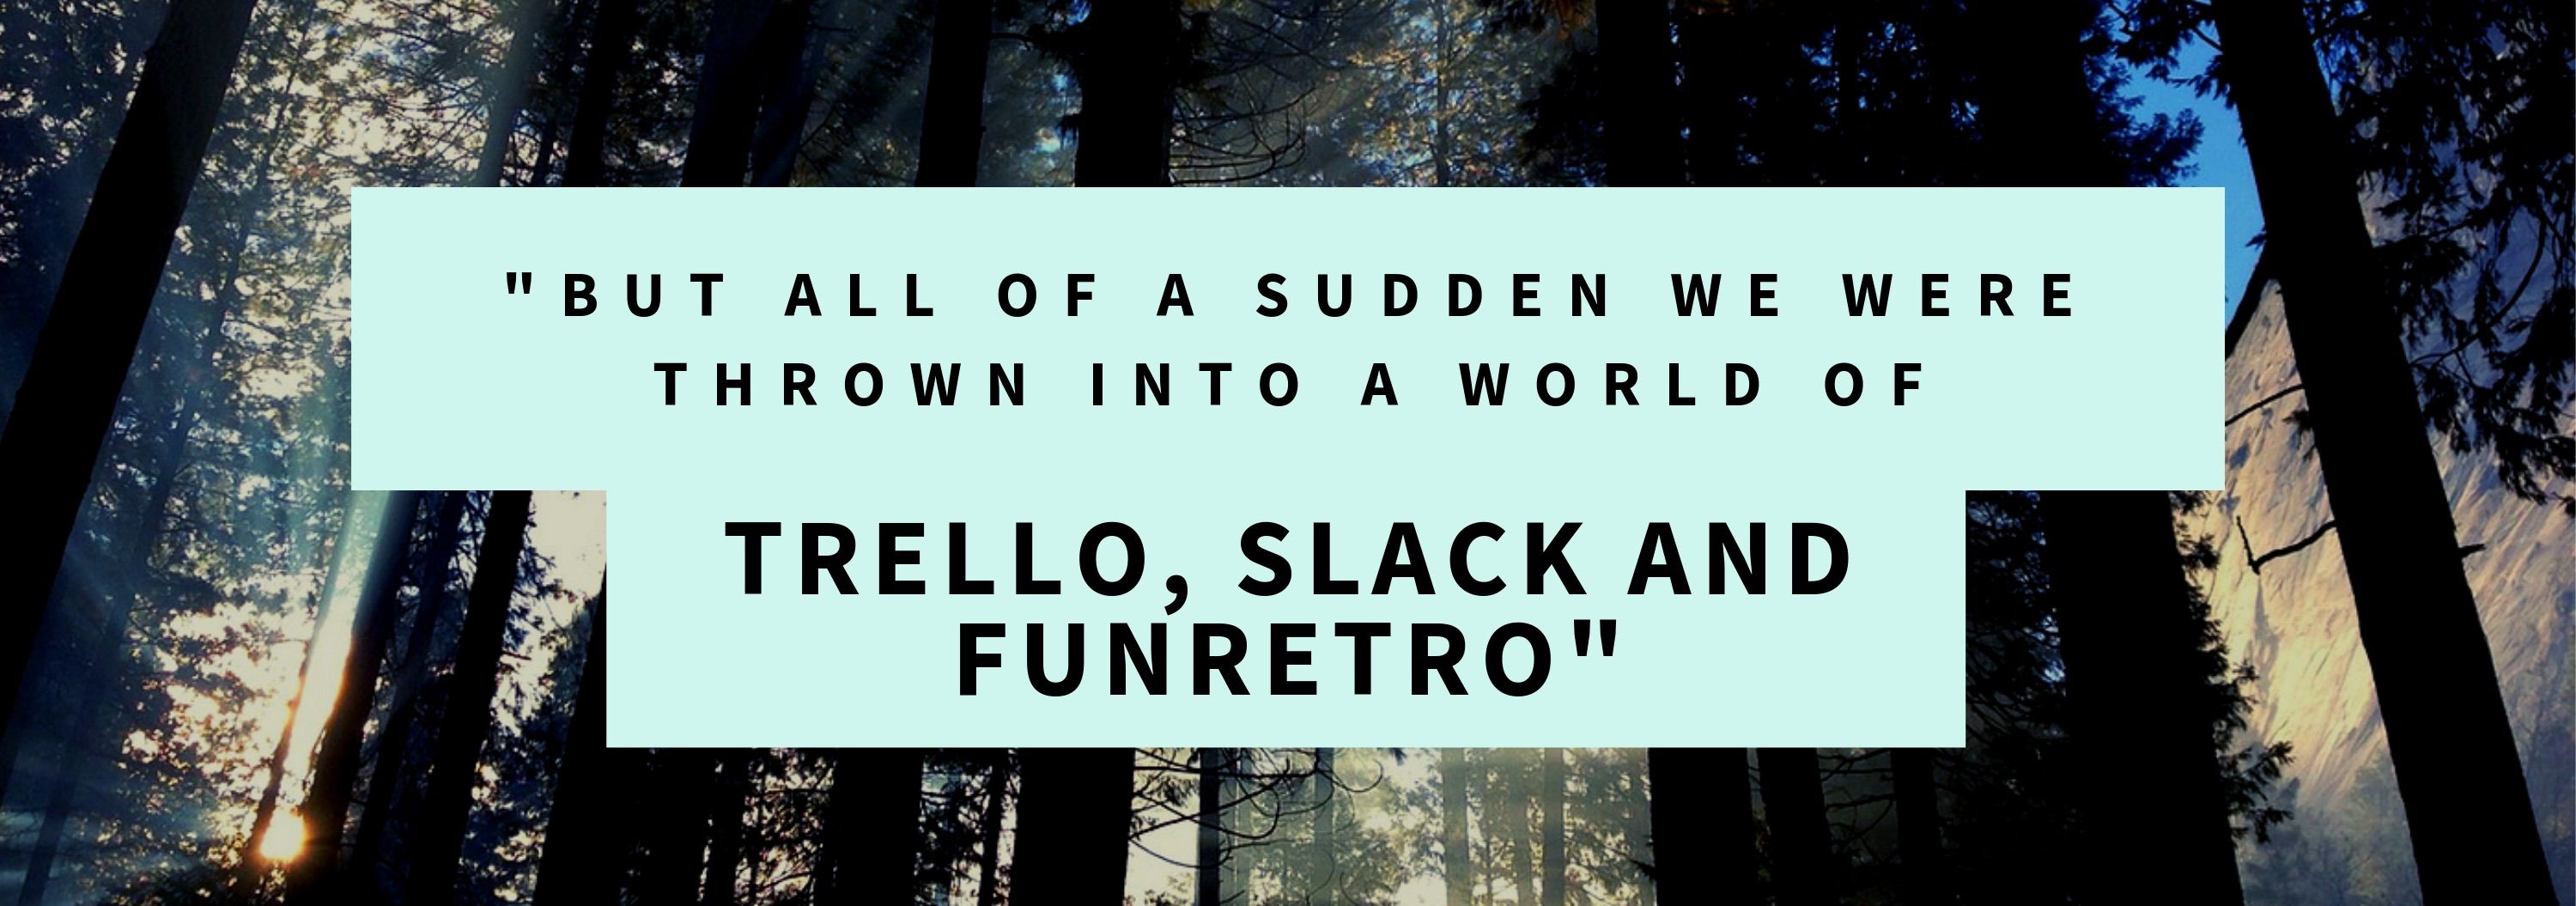 "BUT ALL OF A SUDDEN WE WERE
THROWN INTO A WORLD OF
TRELLO, SLACK AND
FUNRETRO"